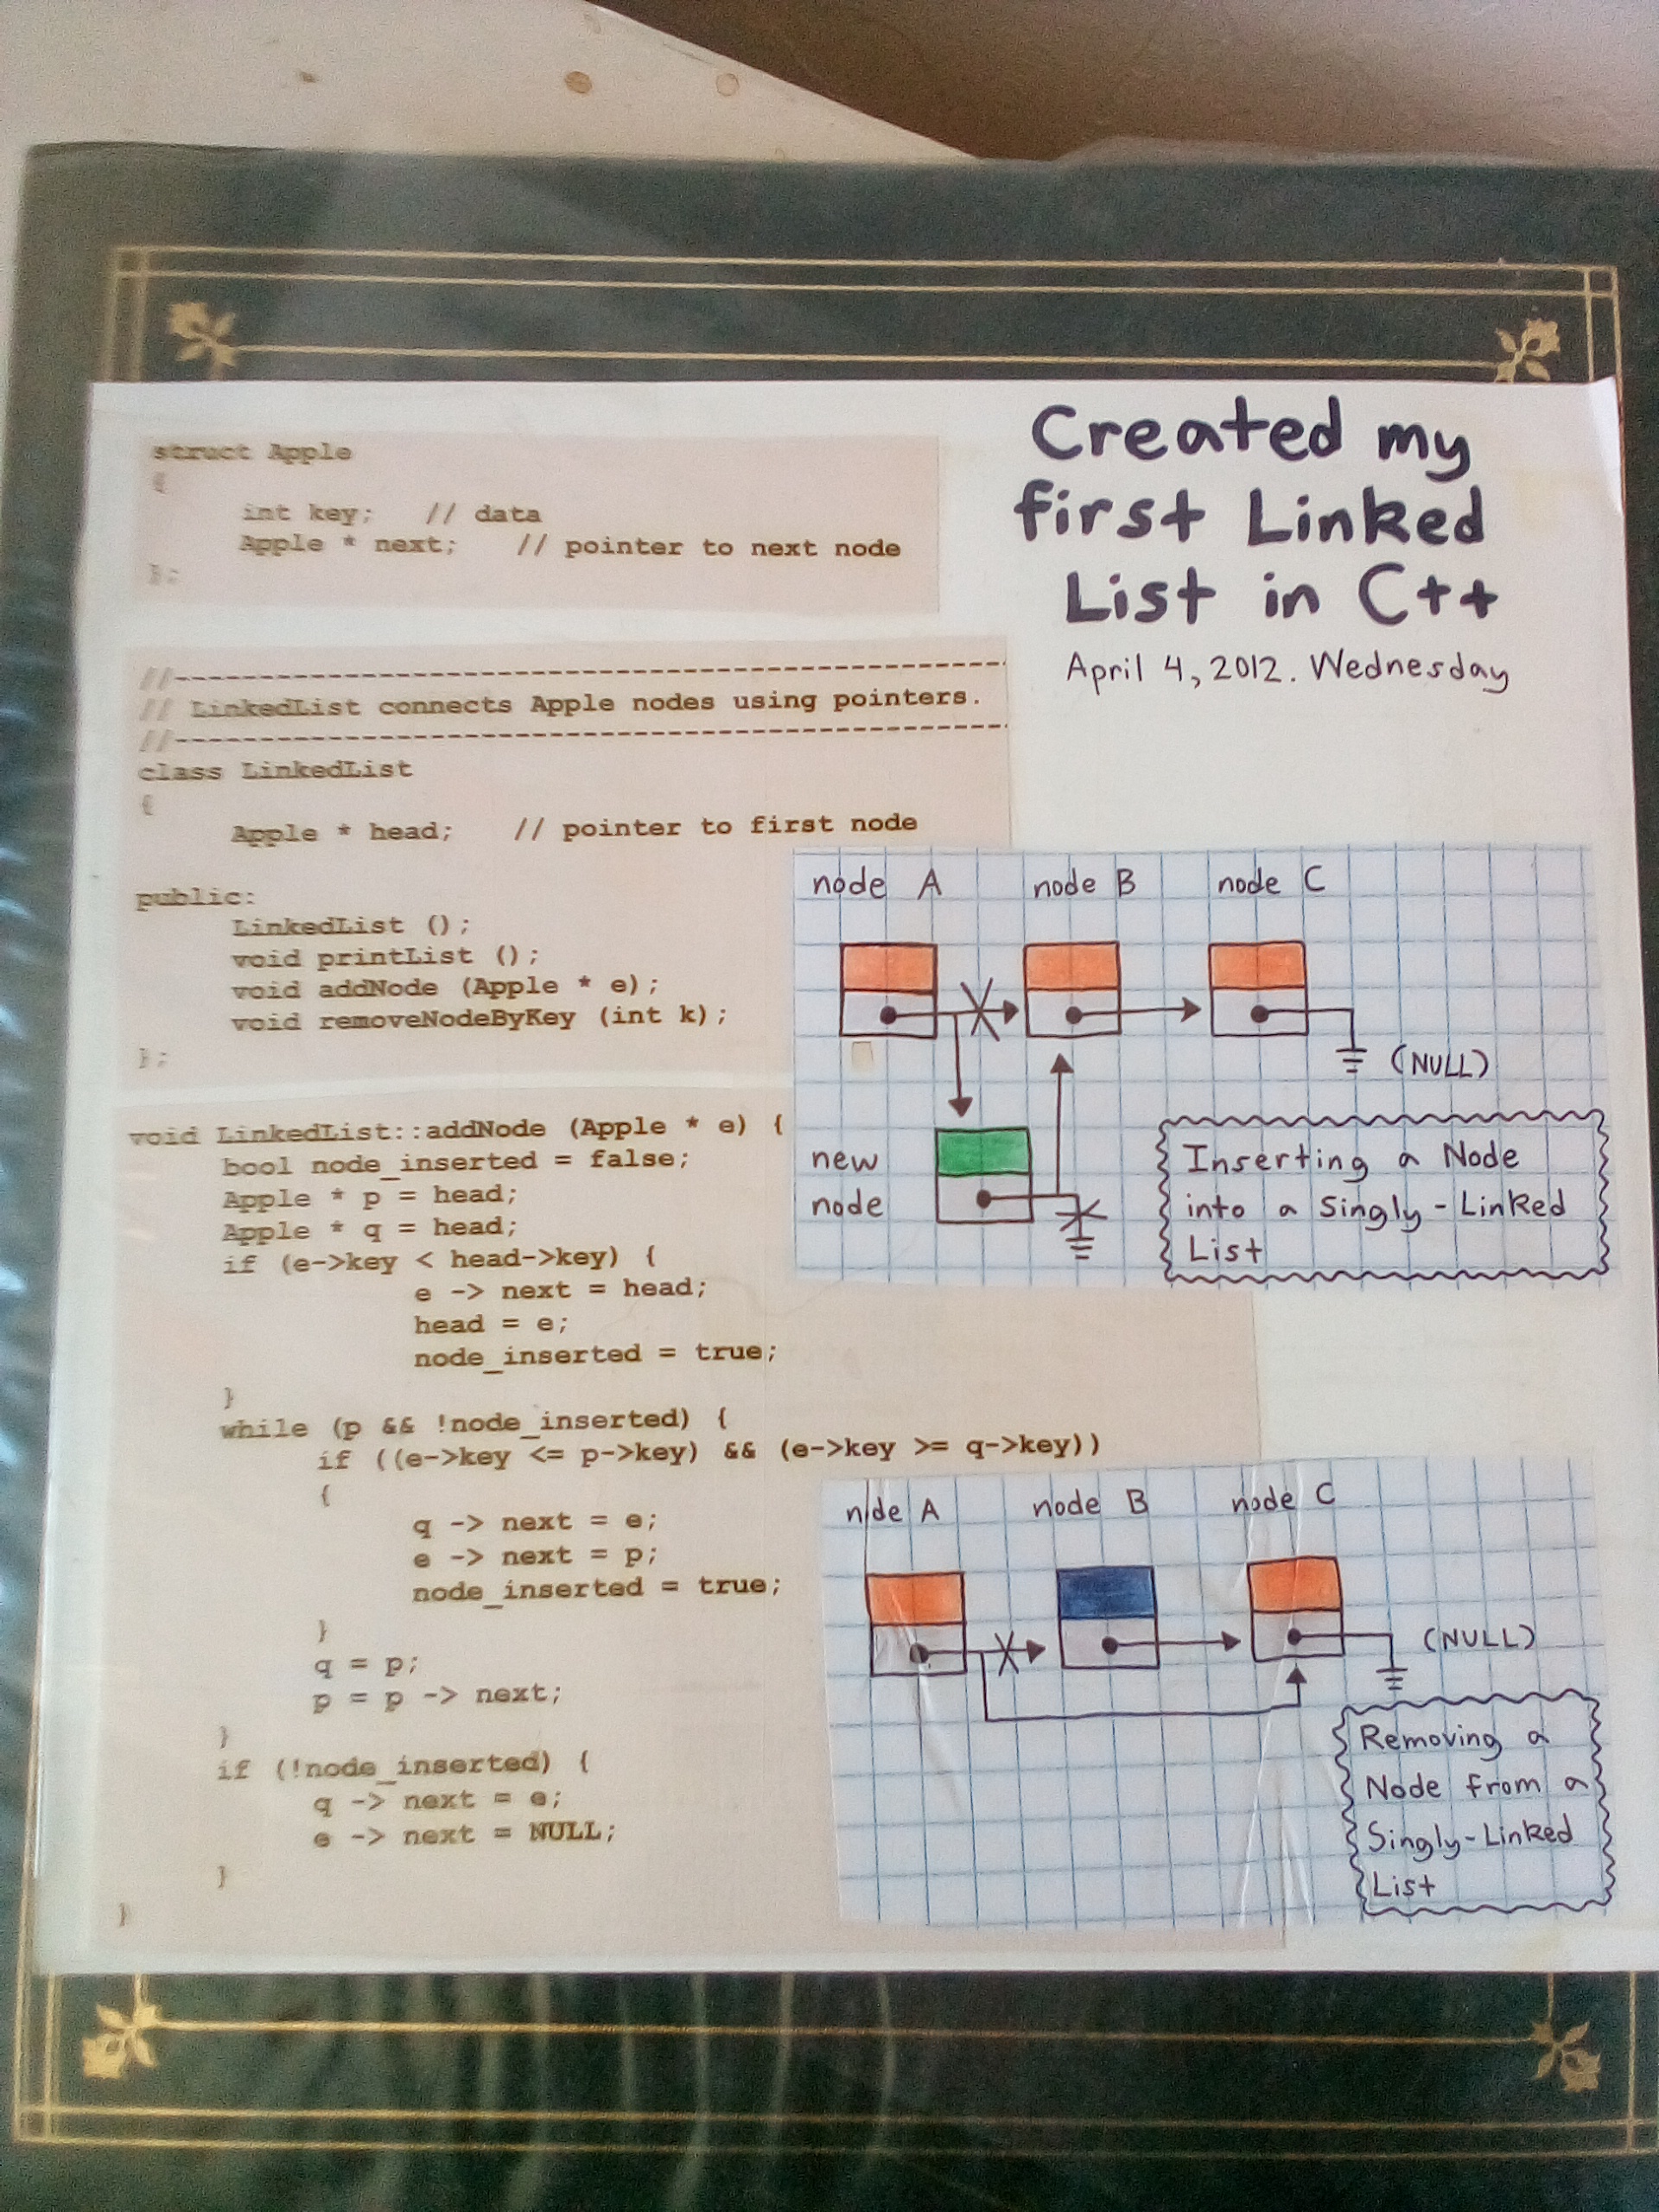 Created my
first Linked
List in C++
April 4, 2012. Wednesday
struct Apple
{
int key; // data
Apple * next; // pointer to next node
};
//--------------------------------------------------
// LinkedList connects Apple nodes using pointers.
//--------------------------------------------------
class LinkedList
{
Apple * head; // pointer to first node
public:
LinkedList ();
void printList ();
void addNode (Apple * e);
void removeNodeByKey (int k);
};
void LinkedList::addNode (Apple * e) {
bool node_inserted = false;
Apple * p = head;
Apple * q = head;
if (e->key < head->key) {
e -> next = head;
head = e;
node_inserted = true;
}
while (p && !node_inserted) {
if ((e->key <= p->key) && (e->key >= q->key))
{
q -> next = e;
e -> next = p;
node_inserted = true;
}
q = p;
p = p -> next;
}
if (!node_inserted) {
q -> next = e;
e -> next = NULL;
}
}
node A node B node C
(NULL)
new
node
Inserting a Node
into a Singly-Linked
List
node A node B node C
(NULL)
Removing a
Node from a
Singly-Linked
List